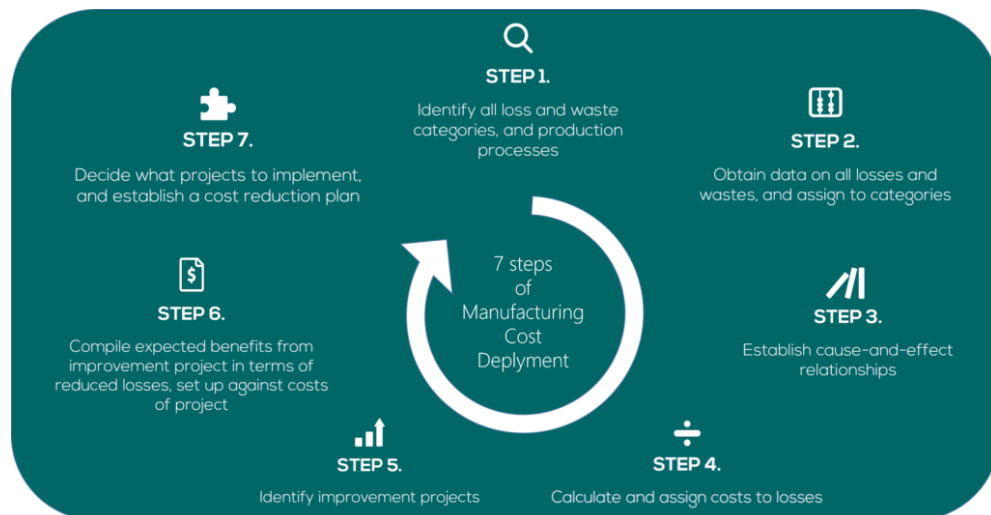 STEP 1.
Identify all loss and waste
categories, and production
processes
STEP 2.
Obtain data on all losses and
wastes, and assign to categories
STEP 3.
Establish cause-and-effect
relationships
STEP 4.
Calculate and assign costs to losses
STEP 5.
Identify improvement projects
STEP 6.
Compile expected benefits from
improvement project in terms of
reduced losses, set up against costs
of project
STEP 7.
Decide what projects to implement,
and establish a cost reduction plan
7 steps
of
Manufacturing
Cost
Deplyment